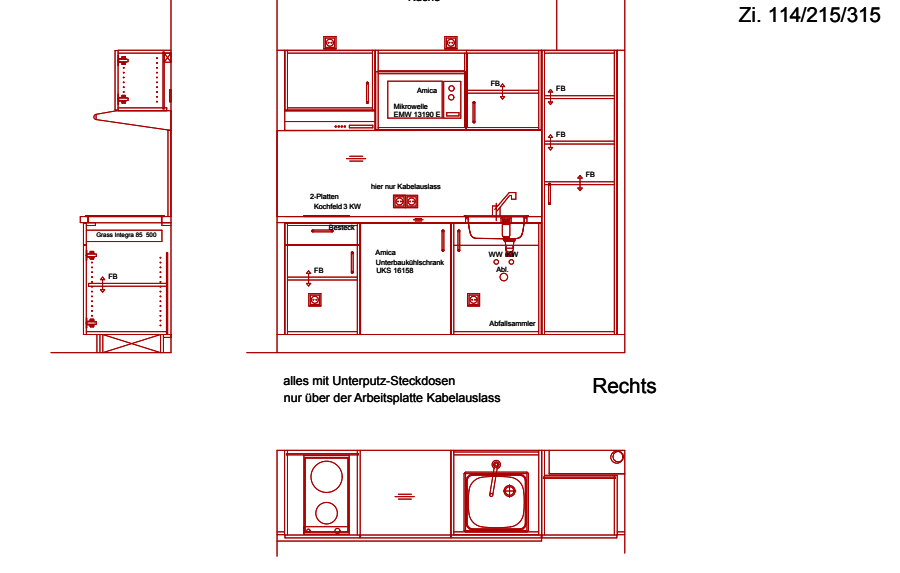 Küche
Zi. 114/215/315
FB
FB
Amica
Mikrowelle
EMW 13190 E
FB
FB
hier nur Kabelauslass
2-Platten
Kochfeld 3 KW
Besteck
Grass Integra 85 500
Amica
Unterbaukühlschrank
UKS 16158
WW KW
Abl.
FB
FB
Abfallsammler
alles mit Unterputz-Steckdosen
nur über der Arbeitsplatte Kabelauslass
Rechts